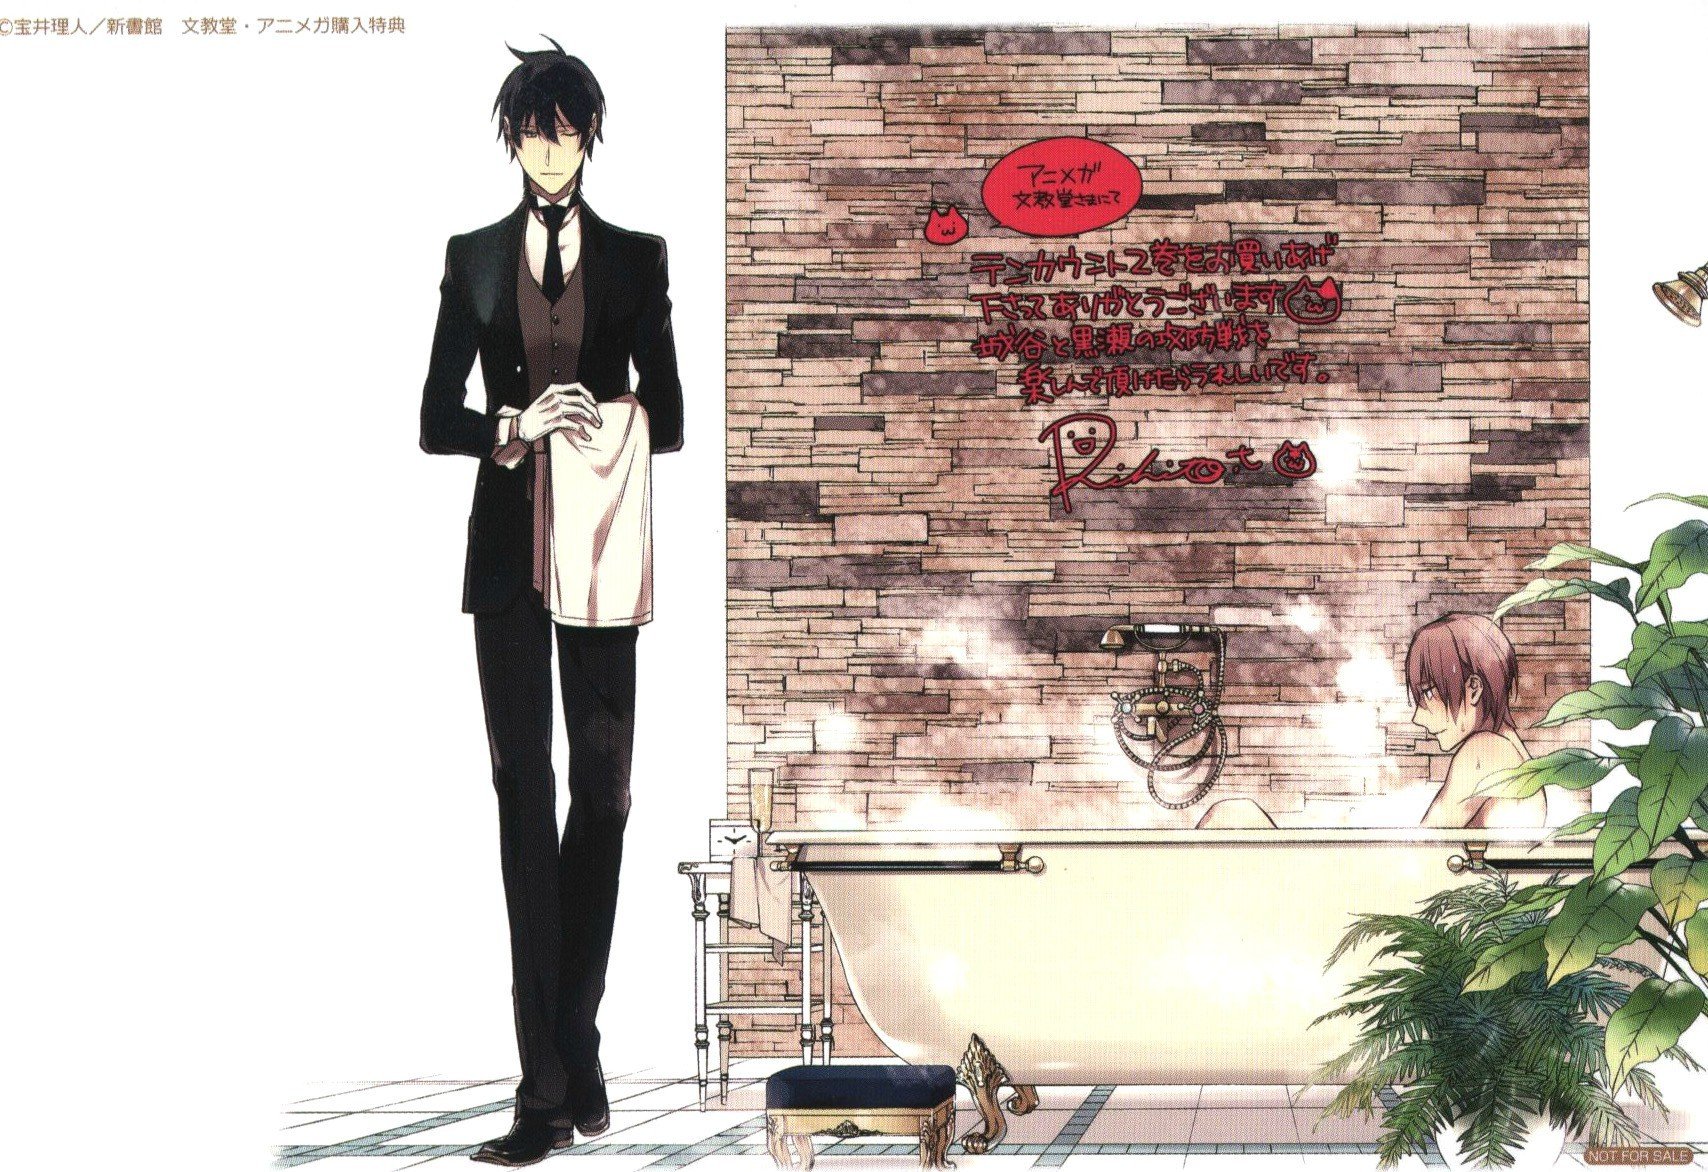 ©宝井理人／新書館　文教堂・アニメガ購入特典
アニメガ
文教堂さまにて
テンカウント2巻をお買いあげ
下さってありがとうございます
城谷と黒瀬の攻防戦を
楽しんで頂けたらうれしいです。
Rihito.t
NOT FOR SALE